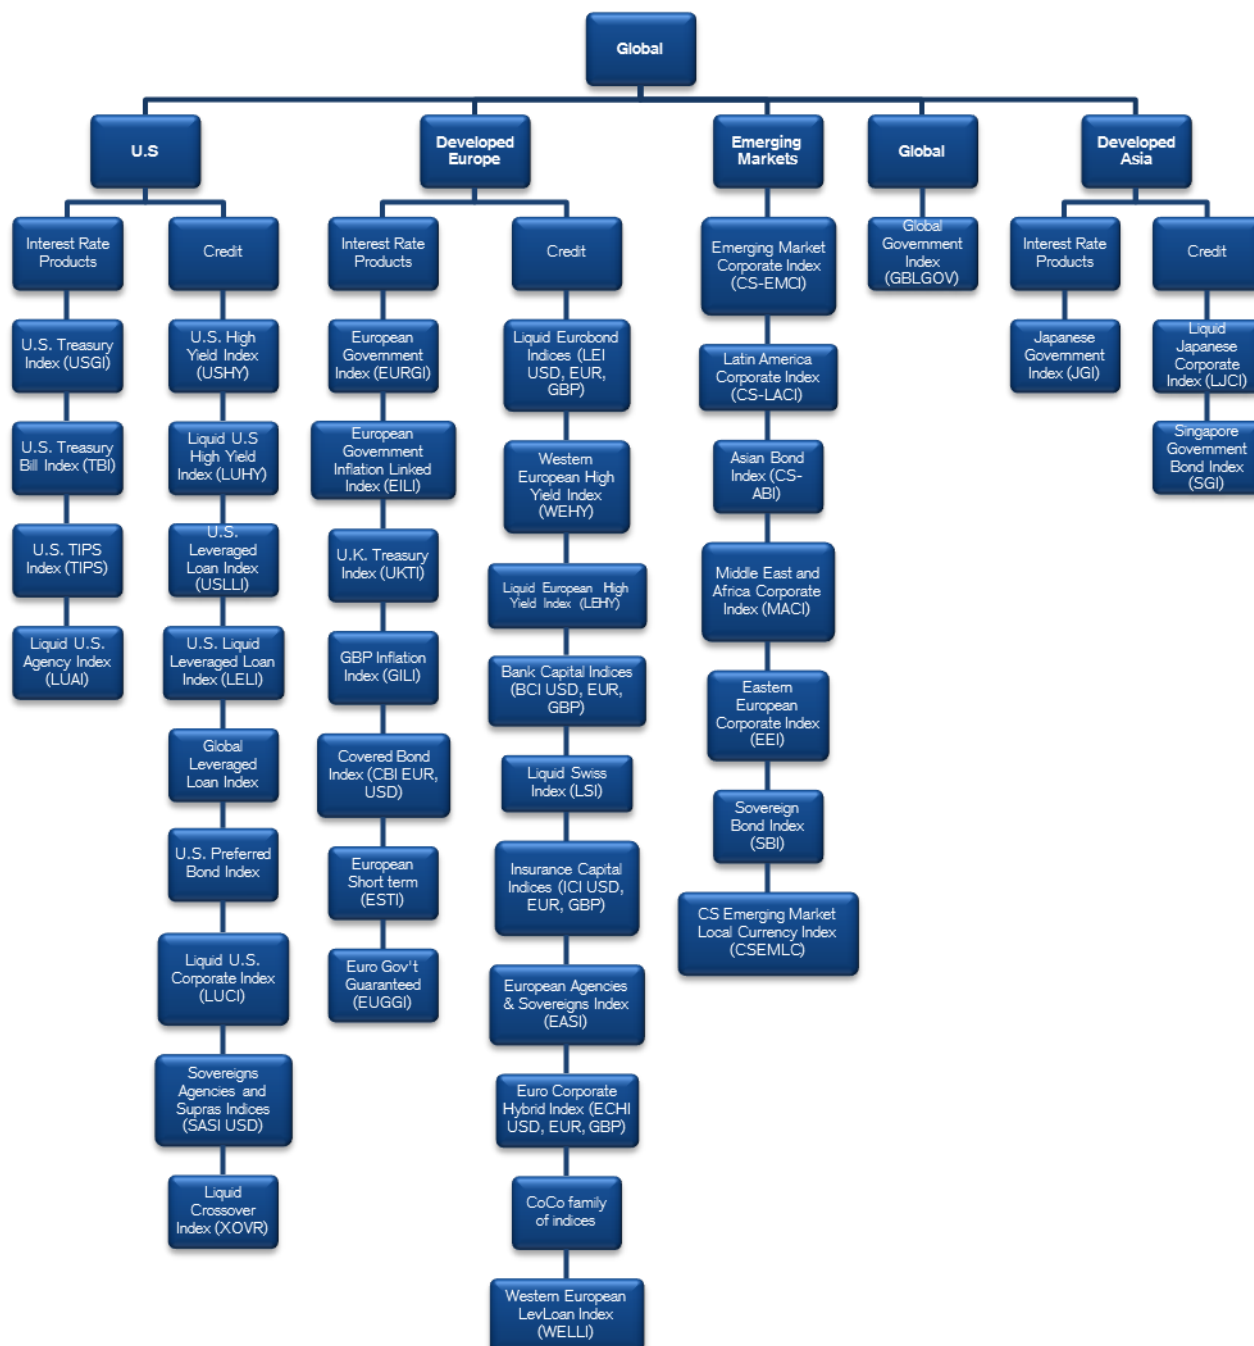 Global
U.S
Developed
Europe
Emerging
Markets
Global
Developed
Asia
Interest Rate
Products
U.S. Treasury
Index (USGI)
U.S. Treasury
Bill Index (TBI)
U.S. TIPS
Index (TIPS)
Liquid U.S.
Agency Index
(LUAI)
Credit
U.S. High
Yield Index
(USHY)
Liquid U.S
High Yield
Index (LUHY)
U.S.
Leveraged
Loan Index
(USLLI)
U.S. Liquid
Leveraged Loan
Index (LELI)
Global
Leveraged
Loan Index
U.S. Preferred
Bond Index
Liquid U.S.
Corporate Index
(LUCI)
Sovereigns
Agencies and
Supras Indices
(SASI USD)
Liquid
Crossover
Index (XOVR)
Interest Rate
Products
European
Government
Index (EURGI)
European
Government
Inflation Linked
Index (EILI)
U.K. Treasury
Index (UKTI)
GBP Inflation
Index (GILI)
Covered Bond
Index (CBI EUR,
USD)
European
Short term
(ESTI)
Euro Gov't
Guaranteed
(EUGGI)
Credit
Liquid Eurobond
Indices (LEI
USD, EUR,
GBP)
Western
European High
Yield Index
(WEHY)
Liquid European High
Yield Index (LEHY)
Bank Capital Indices
(BCI USD, EUR,
GBP)
Liquid Swiss
Index (LSI)
Insurance Capital
Indices (ICI USD,
EUR, GBP)
European Agencies
& Sovereigns Index
(EASI)
Euro Corporate
Hybrid Index (ECHI
USD, EUR, GBP)
CoCo family
of indices
Western European
LevLoan Index
(WELLI)
Emerging Market
Corporate Index
(CS-EMCI)
Latin America
Corporate Index
(CS-LACI)
Asian Bond
Index (CS-
ABI)
Middle East and
Africa Corporate
Index (MACI)
Eastern
European
Corporate Index
(EEI)
Sovereign
Bond Index
(SBI)
CS Emerging Market
Local Currency Index
(CSEMLC)
Global
Government
Index
(GBLGOV)
Interest Rate
Products
Japanese
Government
Index (JGI)
Credit
Liquid
Japanese
Corporate
Index (LJCI)
Singapore
Government
Bond Index
(SGI)